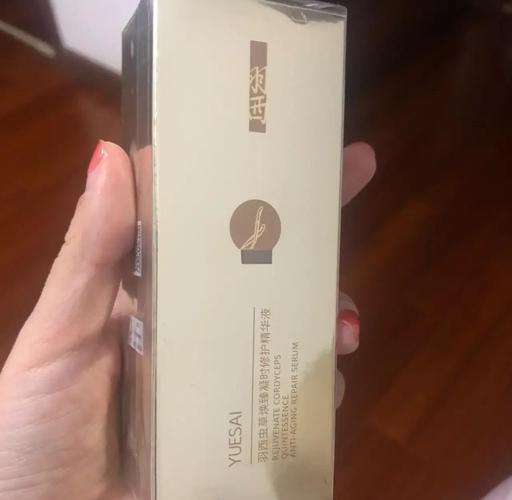 羽西
YUESAI
羽西虫草焕臻凝时修护精华液
REJUVENATE CORDYCEPS
QUINTESSENCE
ANTI-AGING REPAIR SERUM